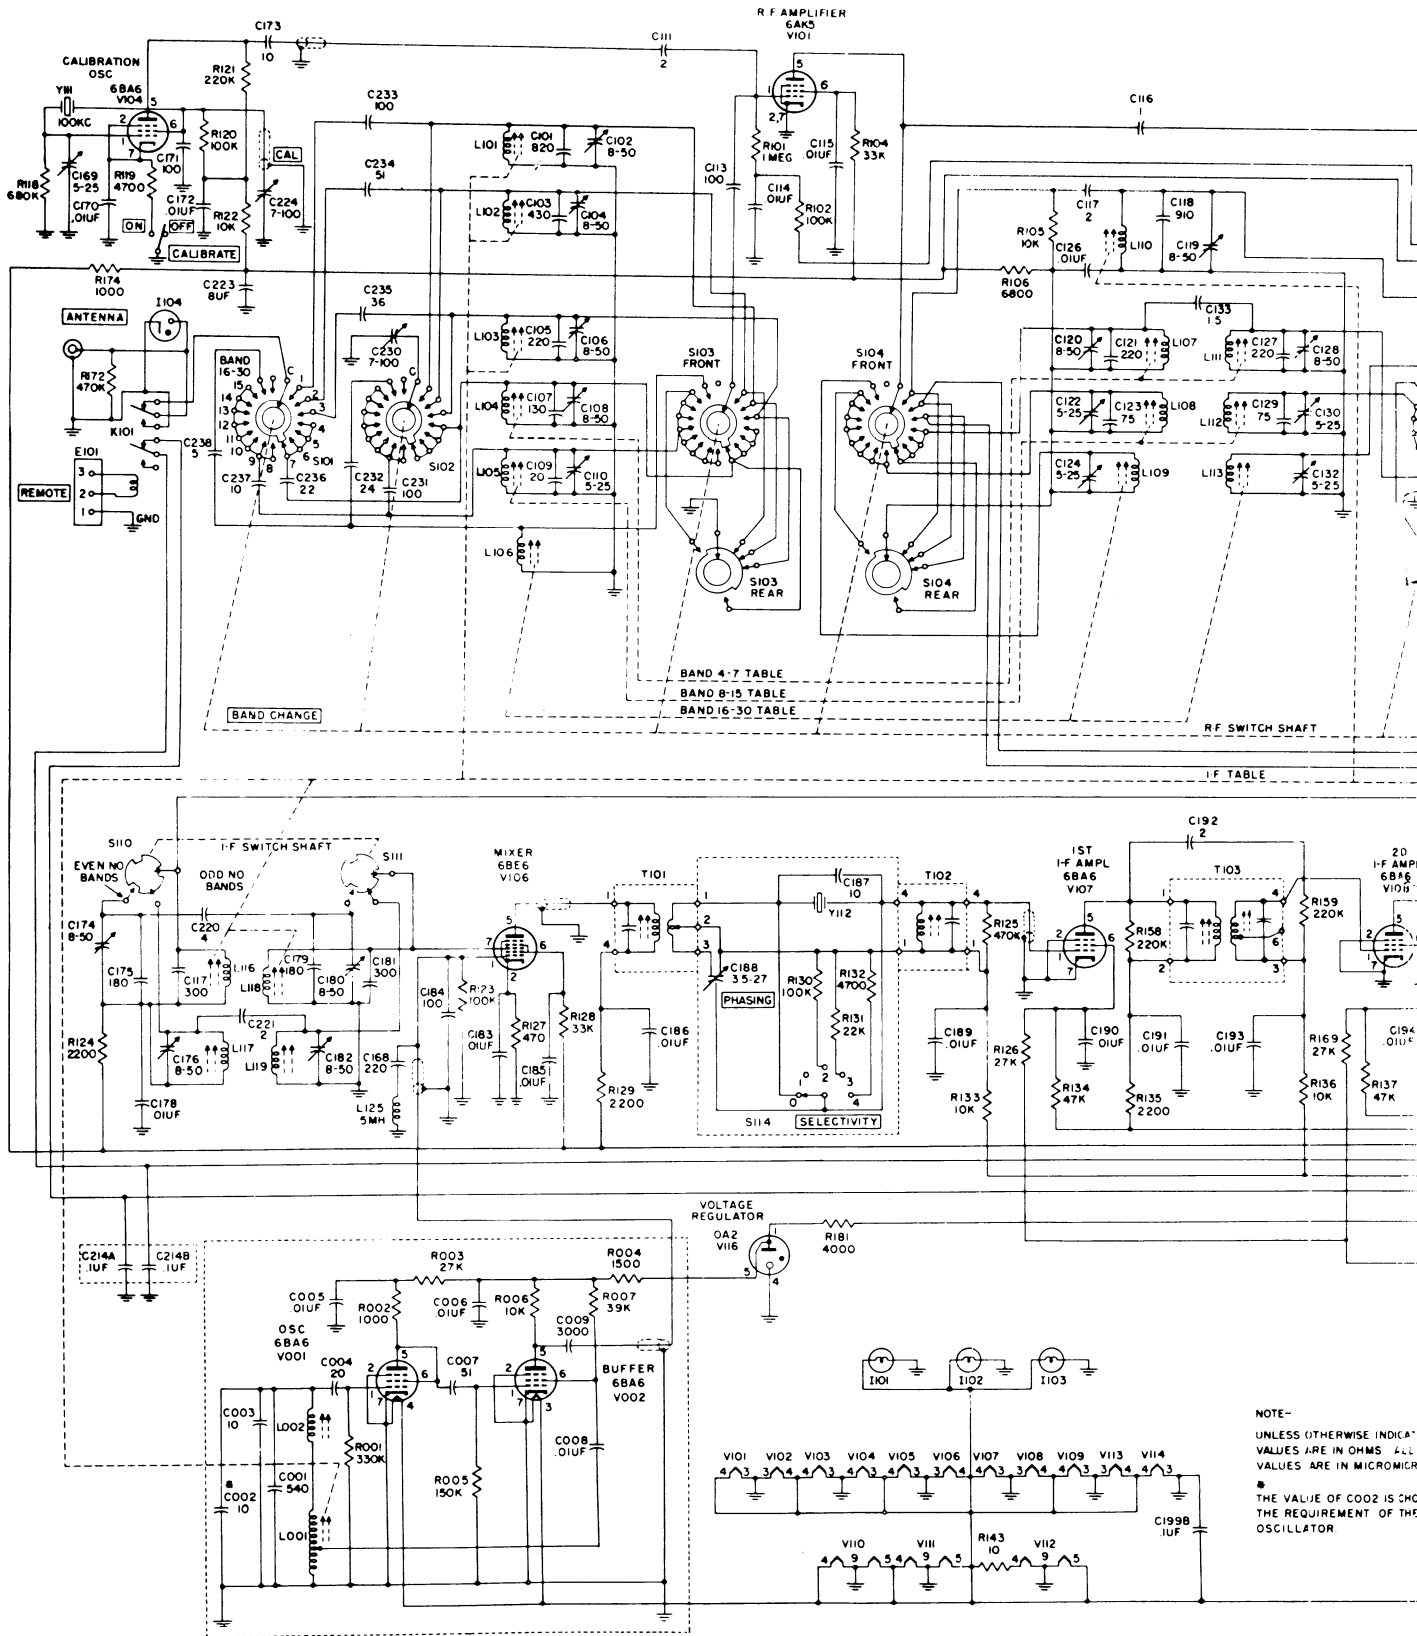 R.F. AMPLIFIER
6AK5
V101
C173
10
C111
2
CALIBRATION
OSC
6BA6
V104
Y111
100KC
R121
220K
C233
100
C116
1
R120
100K
C171
100
CAL
C234
51
L101
C101
820
C102
8-50
R101
1 MEG
C115
.01UF
R104
33K
C113
100
R118
680K
C169
5-25
R119
4700
C170
.01UF
C172
.01UF
R122
10K
C224
7-100
ON
OFF
CALIBRATE
L102
C103
430
C104
8-50
C114
.01UF
R102
100K
R105
10K
C117
2
C126
.01UF
L110
C118
910
C119
8-50
R174
1000
C223
8UF
R106
6800
ANTENNA
I104
C235
36
C230
7-100
L103
C105
220
C106
8-50
S103
FRONT
S104
FRONT
C133
1.5
C120
8-50
C121
220
L107
L111
C127
220
C128
8-50
R172
470K
BAND
16-30
K101
E101
REMOTE
GND
C238
5
C237
10
C236
22
S101
C232
24
C231
100
S102
L104
C107
130
C108
8-50
L105
C109
20
C110
5-25
L106
C122
5-25
C123
75
L108
L112
C129
75
C130
5-25
C124
5-25
L109
L113
C132
5-25
S103
REAR
S104
REAR
BAND 4-7 TABLE
BAND 8-15 TABLE
BAND 16-30 TABLE
BAND CHANGE
R.F SWITCH SHAFT
I-F TABLE
S110
I-F SWITCH SHAFT
S111
EVEN NO
BANDS
ODD NO
BANDS
MIXER
6BE6
V106
T101
C187
10
Y112
T102
1ST
I-F AMPL
6BA6
V107
C192
2
T103
2D
I-F AMPL
6BA6
V108
C174
8-50
C220
4
C175
180
C117
300
L116
L118
C179
180
C180
8-50
C181
300
C184
100
R123
100K
C188
3.5-27
PHASING
R130
100K
R132
4700
R131
22K
R125
470K
R158
220K
R159
220K
R124
2200
C176
8-50
C221
2
L117
L119
C182
8-50
C168
220
C183
.01UF
R127
470
C185
.01UF
R128
33K
C186
.01UF
R129
2200
C189
.01UF
R126
27K
C190
.01UF
C191
.01UF
C193
.01UF
R169
27K
C194
.01UF
C178
.01UF
L125
5MH
S114
SELECTIVITY
R133
10K
R134
47K
R135
2200
R136
10K
R137
47K
VOLTAGE
REGULATOR
OA2
V116
R181
4000
C214A
.1UF
C214B
.1UF
R003
27K
R004
1500
C005
.01UF
R002
1000
C006
.01UF
R006
10K
R007
39K
C009
3000
OSC
6BA6
V001
C004
20
C007
51
BUFFER
6BA6
V002
C003
10
L002
R001
330K
C008
.01UF
R005
150K
*
C002
10
C001
540
L001
I101
I102
I103
V101 V102 V103 V104 V105 V106 V107 V108 V109 V113 V114
C199B
.1UF
V110
V111
R143
10
V112
NOTE-
UNLESS OTHERWISE INDICAT
VALUES ARE IN OHMS ALL
VALUES ARE IN MICROMICR
*
THE VALUE OF C002 IS CHO
THE REQUIREMENT OF THE
OSCILLATOR.